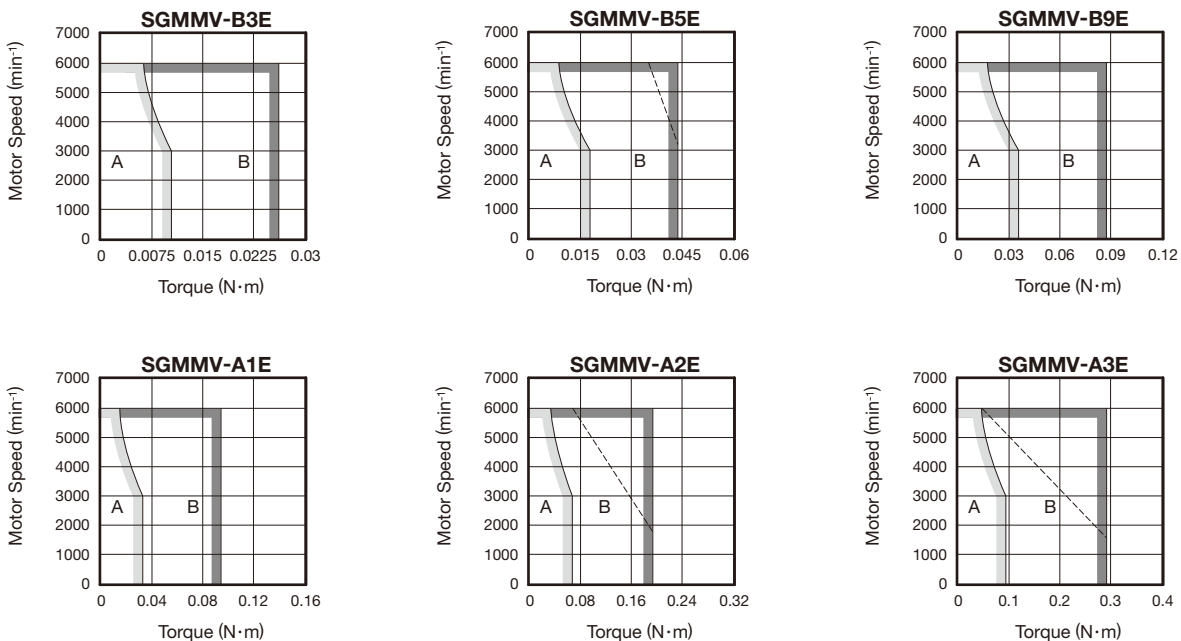 SGMMV-B3E
Motor Speed (min-1)
7000
6000
5000
4000
3000
2000
1000
0
A
B
0 0.0075 0.015 0.0225 0.03
Torque (N·m)
SGMMV-B5E
Motor Speed (min-1)
7000
6000
5000
4000
3000
2000
1000
0
A
B
0 0.015 0.03 0.045 0.06
Torque (N·m)
SGMMV-B9E
Motor Speed (min-1)
7000
6000
5000
4000
3000
2000
1000
0
A
B
0 0.03 0.06 0.09 0.12
Torque (N·m)
SGMMV-A1E
Motor Speed (min-1)
7000
6000
5000
4000
3000
2000
1000
0
A
B
0 0.04 0.08 0.12 0.16
Torque (N·m)
SGMMV-A2E
Motor Speed (min-1)
7000
6000
5000
4000
3000
2000
1000
0
A
B
0 0.08 0.16 0.24 0.32
Torque (N·m)
SGMMV-A3E
Motor Speed (min-1)
7000
6000
5000
4000
3000
2000
1000
0
A
B
0 0.1 0.2 0.3 0.4
Torque (N·m)